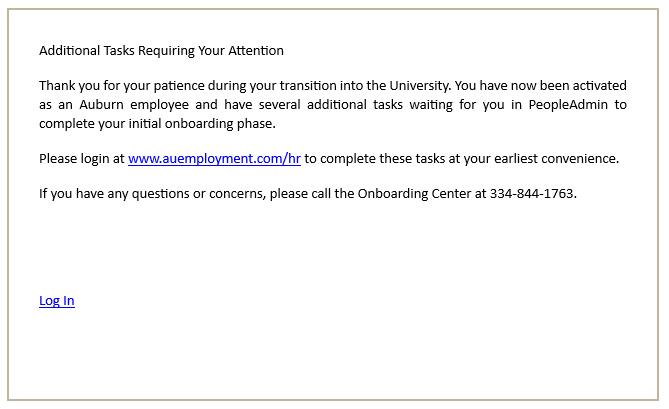 Additional Tasks Requiring Your Attention
Thank you for your patience during your transition into the University. You have now been activated
as an Auburn employee and have several additional tasks waiting for you in PeopleAdmin to
complete your initial onboarding phase.
Please login at www.auemployment.com/hr to complete these tasks at your earliest convenience.
If you have any questions or concerns, please call the Onboarding Center at 334-844-1763.
Log In